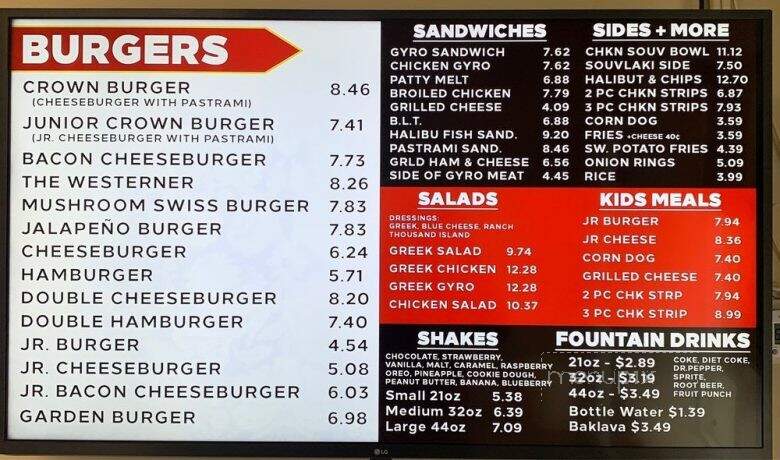 BURGERS
CROWN BURGER 8.46
(CHEESEBURGER WITH PASTRAMI)
JUNIOR CROWN BURGER 7.41
(JR. CHEESEBURGER WITH PASTRAMI)
BACON CHEESEBURGER 7.73
THE WESTERNER 8.26
MUSHROOM SWISS BURGER 7.83
JALAPEÑO BURGER 7.83
CHEESEBURGER 6.24
HAMBURGER 5.71
DOUBLE CHEESEBURGER 8.20
DOUBLE HAMBURGER 7.40
JR. BURGER 4.54
JR. CHEESEBURGER 5.08
JR. BACON CHEESEBURGER 6.03
GARDEN BURGER 6.98
SANDWICHES
GYRO SANDWICH 7.62
CHICKEN GYRO 7.62
PATTY MELT 6.88
BROILED CHICKEN 7.79
GRILLED CHEESE 4.09
B.L.T. 6.88
HALIBU FISH SAND. 9.20
PASTRAMI SAND. 8.46
GRLD HAM & CHEESE 6.56
SIDE OF GYRO MEAT 4.45
SIDES + MORE
CHKN SOUV BOWL 11.12
SOUVLAKI SIDE 7.50
HALIBUT & CHIPS 12.70
2 PC CHKN STRIPS 6.87
3 PC CHKN STRIPS 7.93
CORN DOG 3.59
FRIES +CHEESE 40¢ 3.59
SW. POTATO FRIES 4.39
ONION RINGS 5.09
RICE 3.99
SALADS
DRESSINGS:
GREEK, BLUE CHEESE, RANCH
THOUSAND ISLAND
GREEK SALAD 9.74
GREEK CHICKEN 12.28
GREEK GYRO 12.28
CHICKEN SALAD 10.37
KIDS MEALS
JR BURGER 7.94
JR CHEESE 8.36
CORN DOG 7.40
GRILLED CHEESE 7.40
2 PC CHK STRP 7.94
3 PC CHK STRIP 8.99
SHAKES
CHOCOLATE, STRAWBERRY,
VANILLA, MALT, CARAMEL, RASPBERRY
OREO, PINEAPPLE, COOKIE DOUGH,
PEANUT BUTTER, BANANA, BLUEBERRY
Small 21oz 5.38
Medium 32oz 6.39
Large 44oz 7.09
FOUNTAIN DRINKS
21oz - $2.89
32oz - $3.19
44oz - $3.49
COKE, DIET COKE,
DR.PEPPER,
SPRITE,
ROOT BEER,
FRUIT PUNCH
Bottle Water $1.39
Baklava $3.49
LG